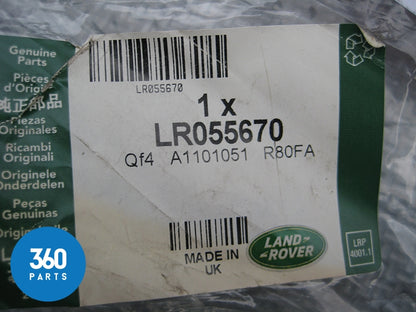 Genuine
Parts
Pièces
d'Origine
純正部品
Piezas
Originales
Ricambi
Originali
Originele
Onderdelen
Peças
Genuinas
LR055670
1 x
LR055670
Qf4 A1101051 R80FA
MADE IN
UK
LAND-
-ROVER
LRP
4001.1
360
PARTS